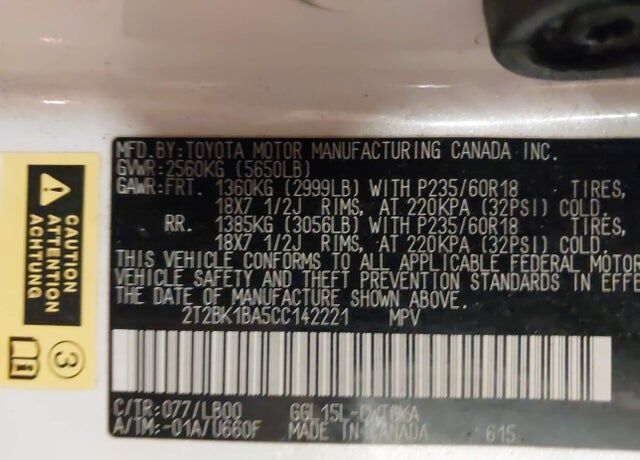 MFD.BY:TOYOTA MOTOR MANUFACTURING CANADA INC.
GVWR:2560KG (5650LB)
GAWR:FRT. 1360KG (2999LB) WITH P235/60R18 TIRES,
18X7 1/2J RIMS, AT 220KPA (32PSI) COLD.
RR. 1385KG (3056LB) WITH P235/60R18 TIRES,
18X7 1/2J RIMS, AT 220KPA (32PSI) COLD.
THIS VEHICLE CONFORMS TO ALL APPLICABLE FEDERAL MOTOR
VEHICLE SAFETY AND THEFT PREVENTION STANDARDS IN EFFE
THE DATE OF MANUFACTURE SHOWN ABOVE.
2T2BK1BA5CC142221 MPV
C/TR:077/LB00
A/TM:-01A/U660F MADE IN CANADA 615
CAUTION
ATTENTION
ACHTUNG
3